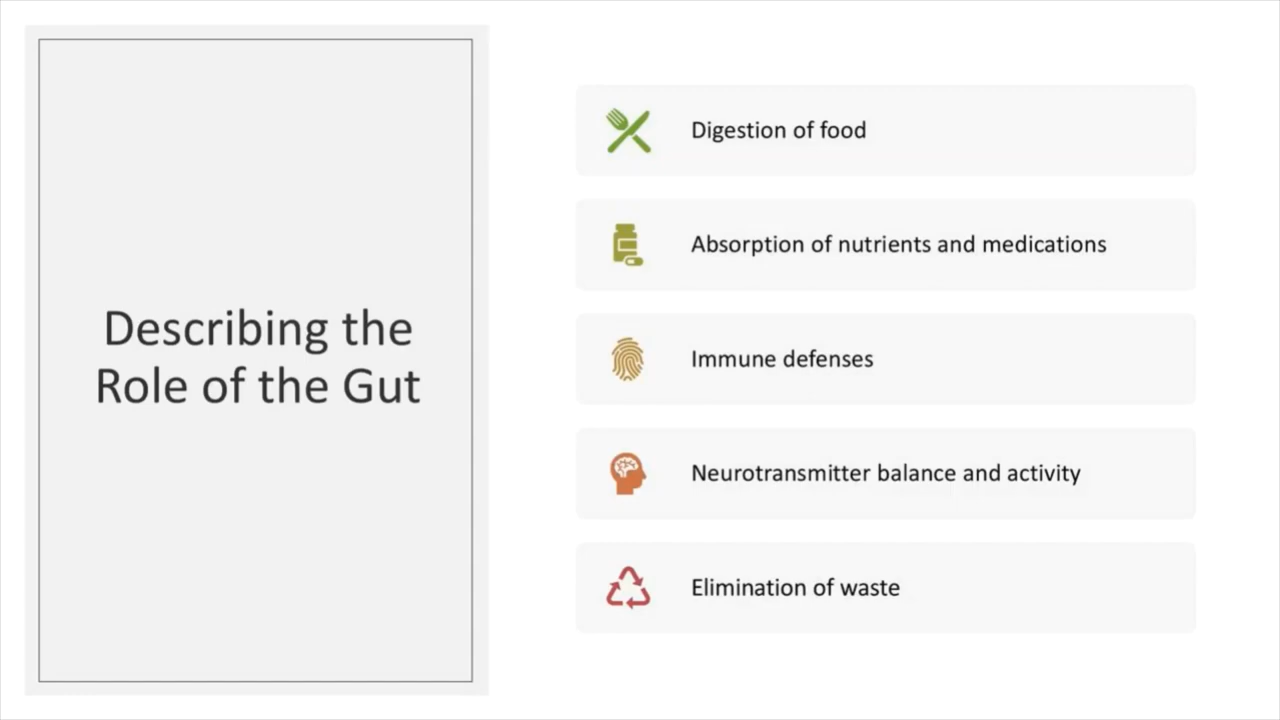 Describing the
Role of the Gut
Digestion of food
Absorption of nutrients and medications
Immune defenses
Neurotransmitter balance and activity
Elimination of waste